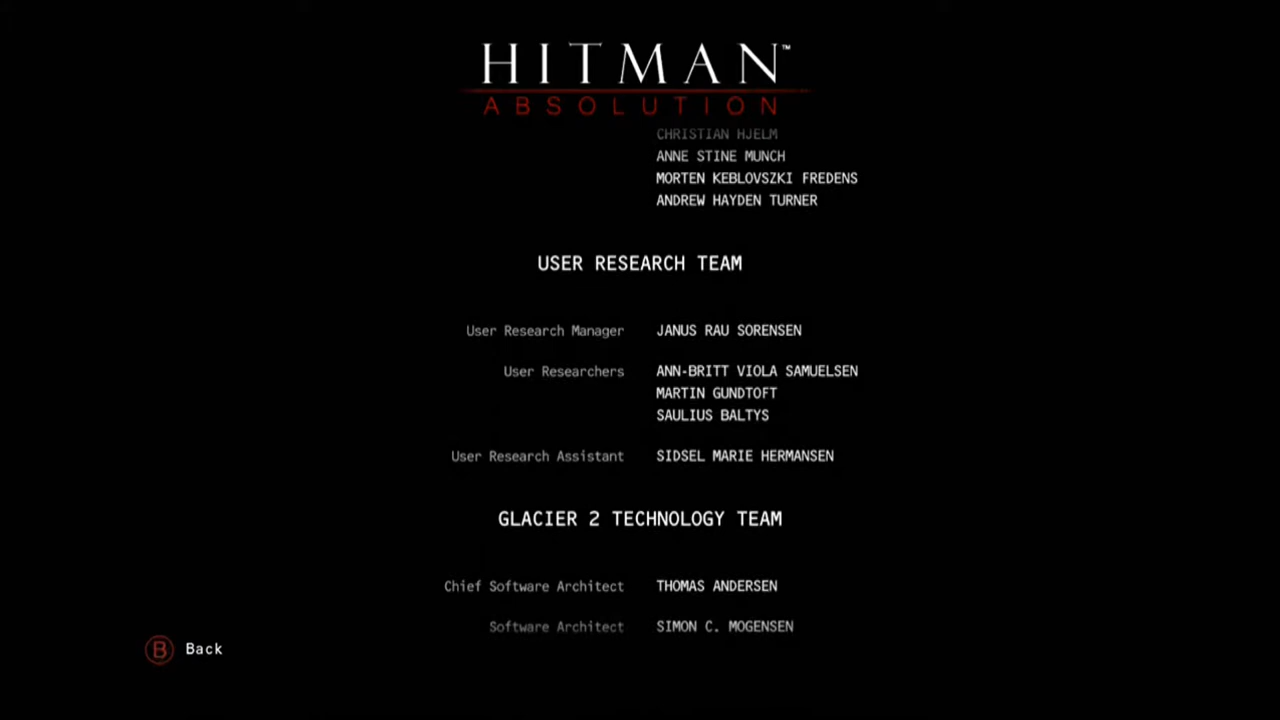 HITMAN™
ABSOLUTION
CHRISTIAN HJELM
ANNE STINE MUNCH
MORTEN KEBLOVSZKI FREDENS
ANDREW HAYDEN TURNER
USER RESEARCH TEAM
User Research Manager JANUS RAU SORENSEN
User Researchers ANN-BRITT VIOLA SAMUELSEN
MARTIN GUNDTOFT
SAULIUS BALTYS
User Research Assistant SIDSEL MARIE HERMANSEN
GLACIER 2 TECHNOLOGY TEAM
Chief Software Architect THOMAS ANDERSEN
Software Architect SIMON C. MOGENSEN
B Back